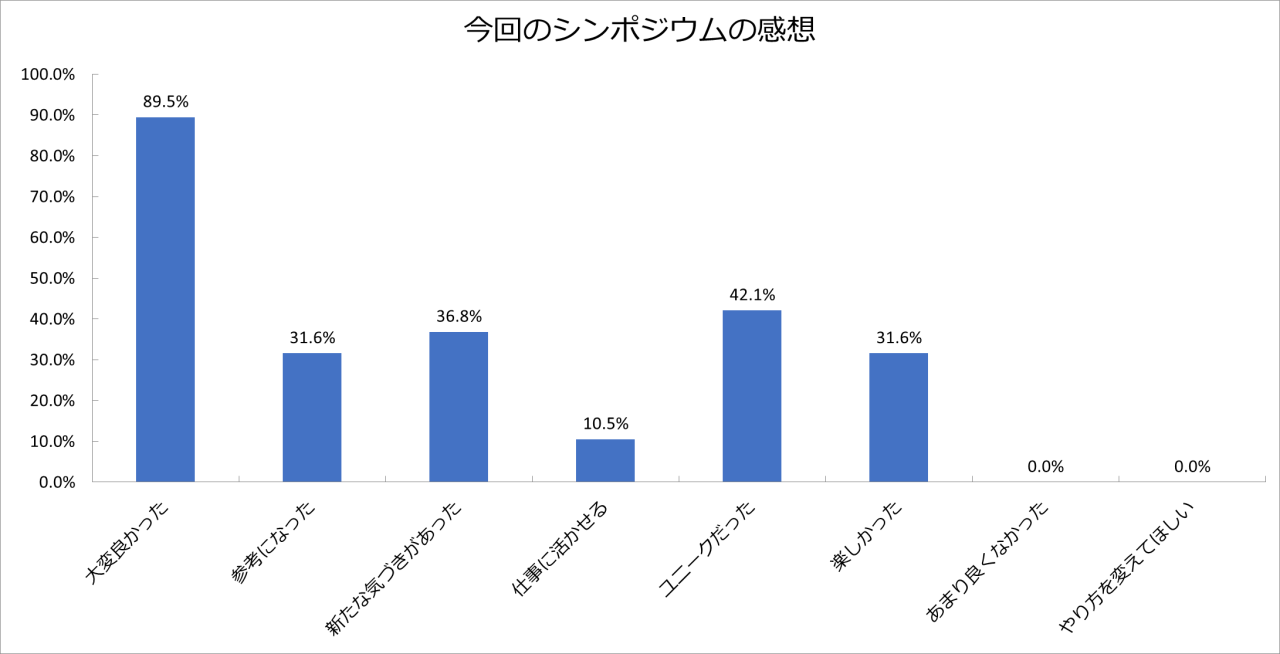 今回のシンポジウムの感想
100.0%
90.0%
80.0%
70.0%
60.0%
50.0%
40.0%
30.0%
20.0%
10.0%
0.0%
89.5%
31.6%
36.8%
10.5%
42.1%
31.6%
0.0%
0.0%
大変良かった
参考になった
新たな気づきがあった
仕事に活かせる
ユニークだった
楽しかった
あまり良くなかった
やり方を変えてほしい